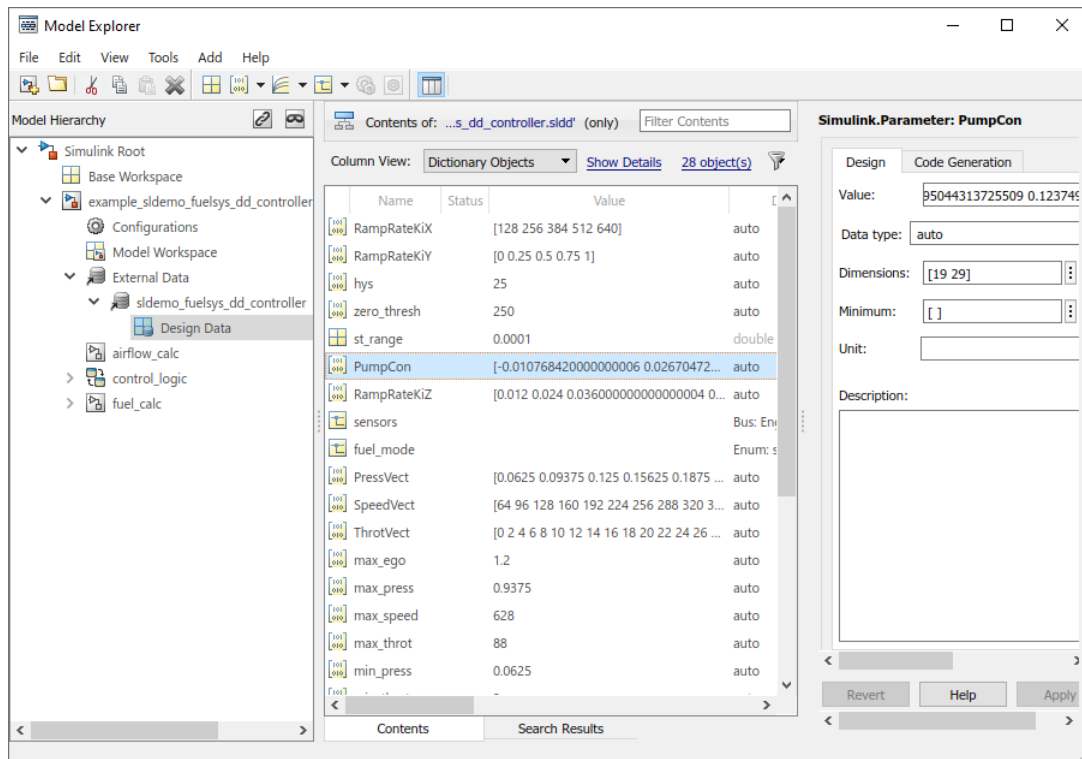 Model Explorer
File Edit View Tools Add Help
Model Hierarchy
Simulink Root
Base Workspace
example_sldemo_fuelsys_dd_controller
Configurations
Model Workspace
External Data
sldemo_fuelsys_dd_controller
Design Data
airflow_calc
control_logic
fuel_calc
Contents of: ...s_dd_controller.sldd' (only) Filter Contents
Column View: Dictionary Objects Show Details 28 object(s)
Name Status Value
RampRateKiX [128 256 384 512 640] auto
RampRateKiY [0 0.25 0.5 0.75 1] auto
hys 25 auto
zero_thresh 250 auto
st_range 0.0001 double
PumpCon [-0.010768420000000006 0.02670472... auto
RampRateKiZ [0.012 0.024 0.036000000000000004 0... auto
sensors Bus: Eng
fuel_mode Enum: s
PressVect [0.0625 0.09375 0.125 0.15625 0.1875 ... auto
SpeedVect [64 96 128 160 192 224 256 288 320 3... auto
ThrotVect [0 2 4 6 8 10 12 14 16 18 20 22 24 26 ... auto
max_ego 1.2 auto
max_press 0.9375 auto
max_speed 628 auto
max_throt 88 auto
min_press 0.0625 auto
Contents Search Results
Simulink.Parameter: PumpCon
Design Code Generation
Value: 95044313725509 0.123749
Data type: auto
Dimensions: [19 29]
Minimum: [ ]
Unit:
Description:
Revert Help Apply